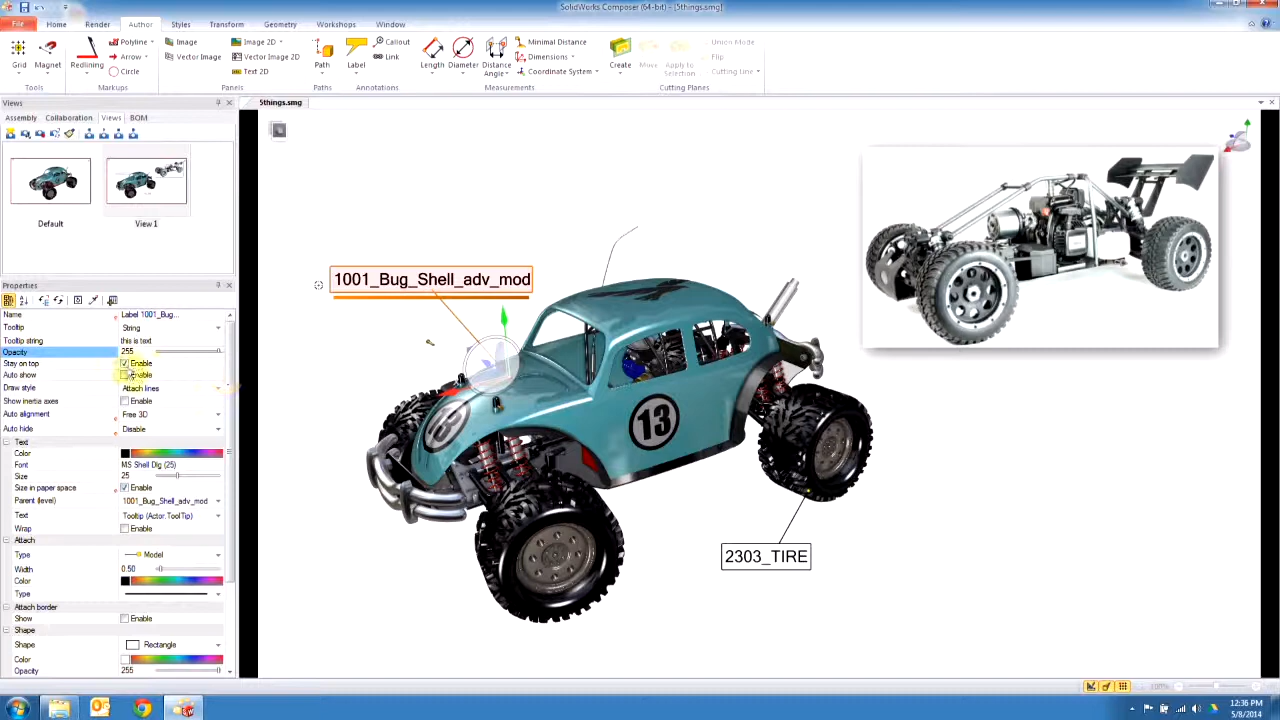 SolidWorks Composer (64-bit) - [5things.smg]
File Home Render Author Styles Transform Geometry Workshops Window
Grid Magnet Redlining Polyline Arrow Circle Image Vector Image Image 2D Vector Image 2D Text 2D Path Label Callout Link Length Diameter Distance Angle Minimal Distance Dimensions Coordinate System Create Move Apply to Selection Union Mode Flip Cutting line
Tools Markups Panels Paths Annotations Measurements Cutting Planes
Views
5things.smg
Assembly Collaboration Views BOM
Default View 1
Properties
Name Label 1001_Bug...
Tooltip String
Tooltip string this is text
Opacity 255
Stay on top Enable
Auto show
Draw style Attach lines
Show inertia axes Enable
Auto alignment Free 3D
Auto hide Disable
Text
Color
Font MS Shell Dlg (25)
Size 25
Size in paper space Enable
Parent (level) 1001_Bug_Shell_adv_mod
Text Tooltip (Actor.ToolTip)
Wrap Enable
Attach
Type Model
Width 0.50
Color
Type
Attach border
Show Enable
Shape
Shape Rectangle
Color
Opacity 255
1001_Bug_Shell_adv_mod
13
13
2303_TIRE
100%
12:36 PM
5/8/2014